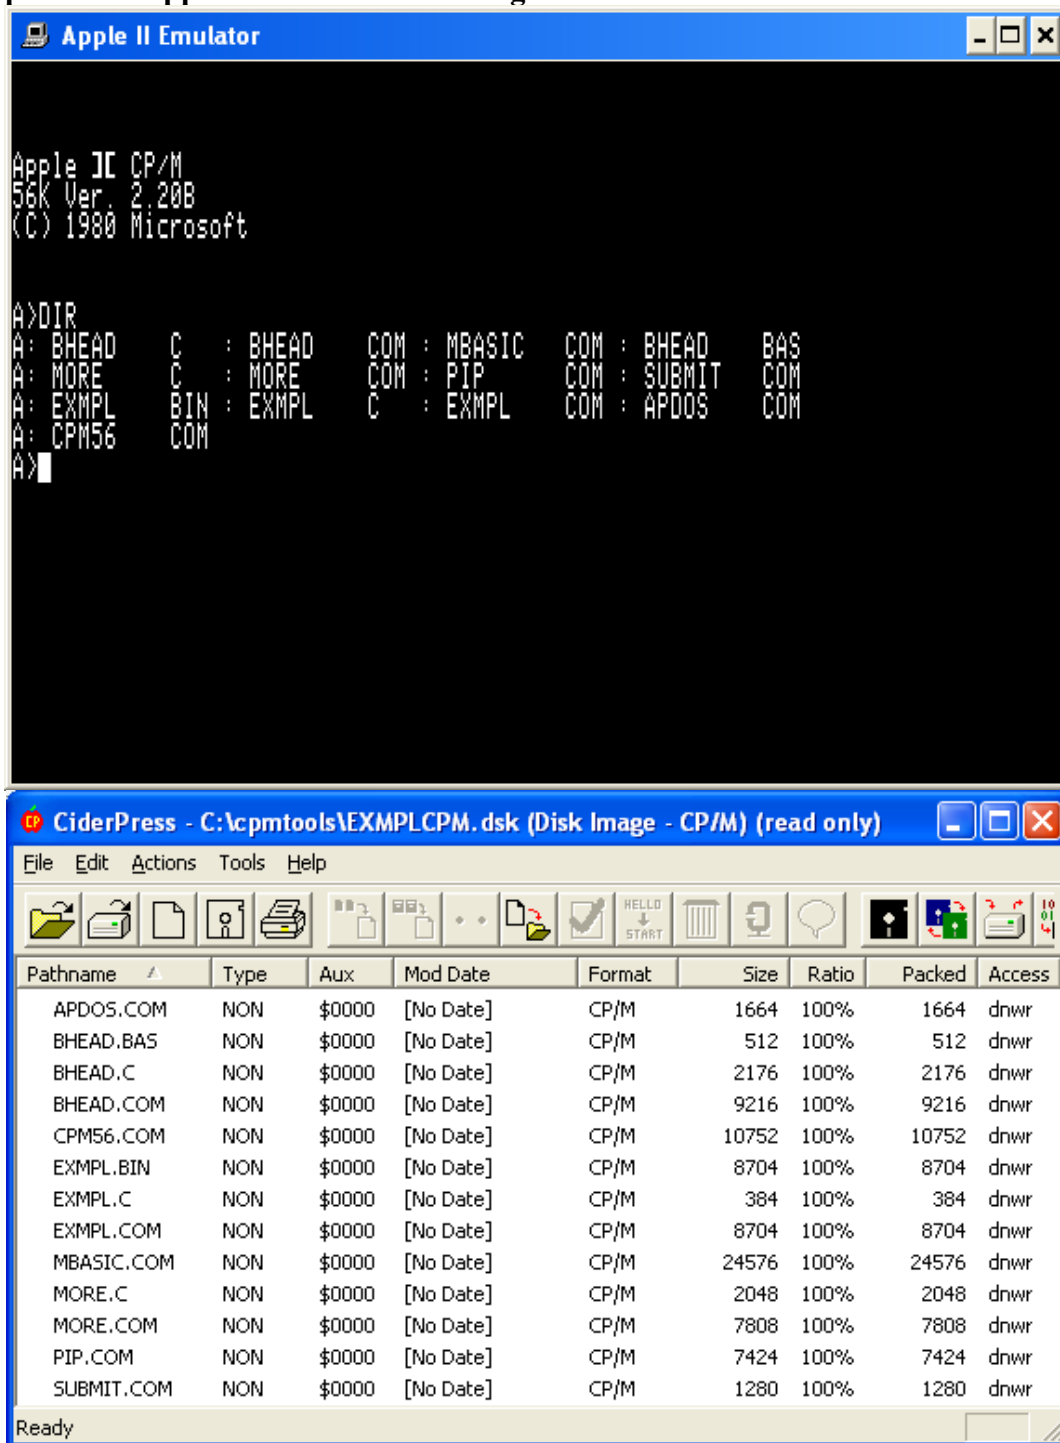 Apple II Emulator
Apple ][ CP/M
56K Ver. 2.20B
(C) 1980 Microsoft
A>DIR
A: BHEAD    C   : BHEAD    COM : MBASIC   COM : BHEAD    BAS
A: MORE     C   : MORE     COM : PIP      COM : SUBMIT   COM
A: EXMPL    BIN : EXMPL    C   : EXMPL    COM : APDOS    COM
A: CPM56    COM
A>
CP CiderPress - C:\cpmtools\EXMPLCPM.dsk (Disk Image - CP/M) (read only)
File Edit Actions Tools Help
HELLO
START
10
01
Pathname Type Aux Mod Date Format Size Ratio Packed Access
APDOS.COM NON $0000 [No Date] CP/M 1664 100% 1664 dnwr
BHEAD.BAS NON $0000 [No Date] CP/M 512 100% 512 dnwr
BHEAD.C NON $0000 [No Date] CP/M 2176 100% 2176 dnwr
BHEAD.COM NON $0000 [No Date] CP/M 9216 100% 9216 dnwr
CPM56.COM NON $0000 [No Date] CP/M 10752 100% 10752 dnwr
EXMPL.BIN NON $0000 [No Date] CP/M 8704 100% 8704 dnwr
EXMPL.C NON $0000 [No Date] CP/M 384 100% 384 dnwr
EXMPL.COM NON $0000 [No Date] CP/M 8704 100% 8704 dnwr
MBASIC.COM NON $0000 [No Date] CP/M 24576 100% 24576 dnwr
MORE.C NON $0000 [No Date] CP/M 2048 100% 2048 dnwr
MORE.COM NON $0000 [No Date] CP/M 7808 100% 7808 dnwr
PIP.COM NON $0000 [No Date] CP/M 7424 100% 7424 dnwr
SUBMIT.COM NON $0000 [No Date] CP/M 1280 100% 1280 dnwr
Ready